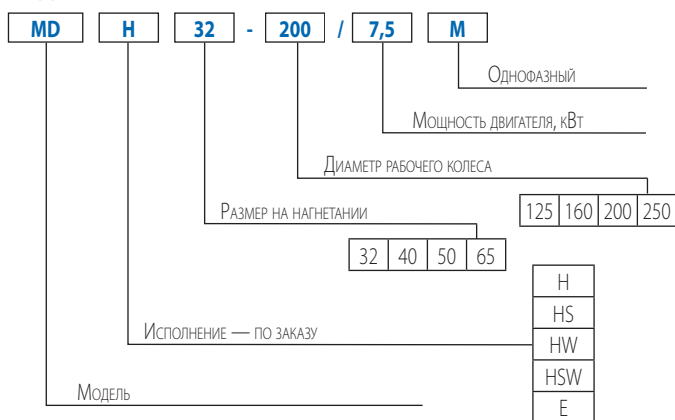 MD H 32 - 200 / 7,5 M
Однофазный
Мощность двигателя, кВт
Диаметр рабочего колеса
125 160 200 250
Размер на нагнетании
32 40 50 65
H
HS
Исполнение — по заказу
HW
HSW
Модель
E